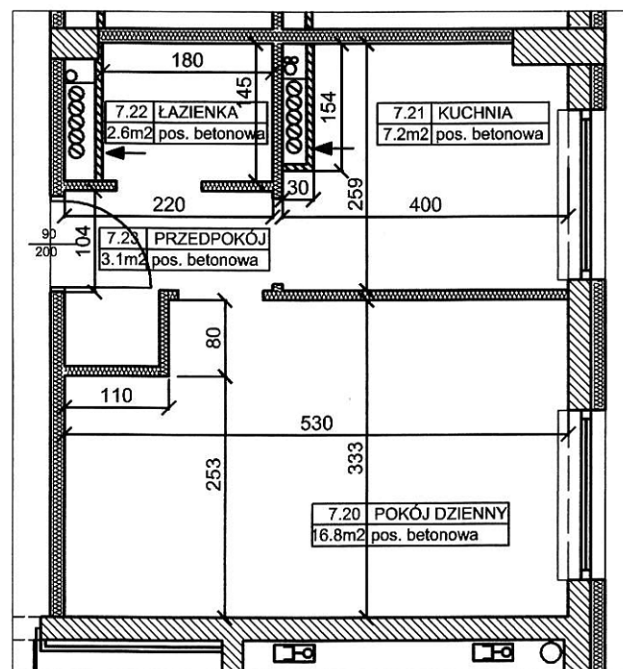 180
145
154
7.22 ŁAZIENKA
2.6m2 pos. betonowa
7.21 KUCHNIA
7.2m2 pos. betonowa
30
220
259
400
90
200
104
7.23 PRZEDPOKÓJ
3.1m2 pos. betonowa
80
110
530
253
333
7.20 POKÓJ DZIENNY
16.8m2 pos. betonowa